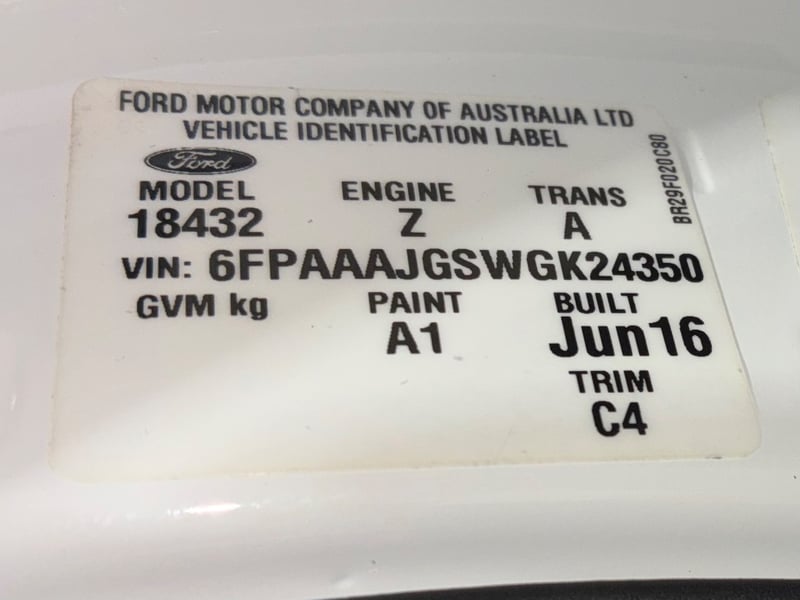 FORD MOTOR COMPANY OF AUSTRALIA LTD
VEHICLE IDENTIFICATION LABEL
Ford
BR29F020C80
MODEL ENGINE TRANS
18432 Z A
VIN: 6FPAAAJGSWGK24350
GVM kg PAINT BUILT
A1 Jun16
TRIM
C4